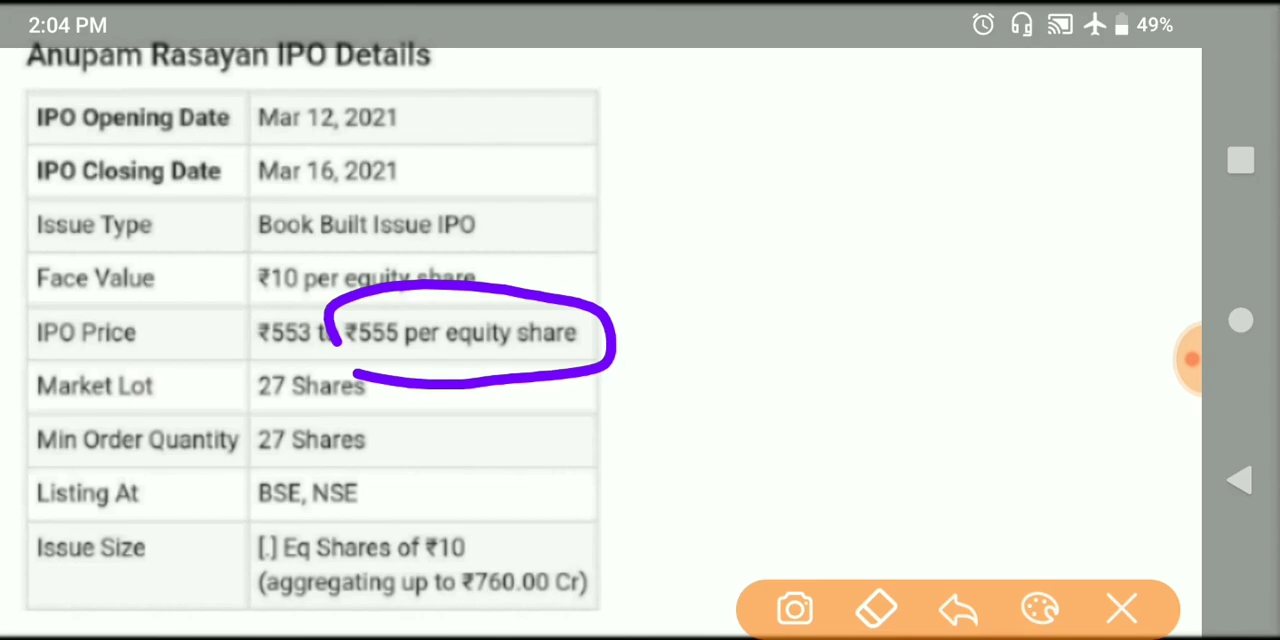 2:04 PM 49%
Anupam Rasayan IPO Details
IPO Opening Date Mar 12, 2021
IPO Closing Date Mar 16, 2021
Issue Type Book Built Issue IPO
Face Value ₹10 per equity share
IPO Price ₹553 to ₹555 per equity share
Market Lot 27 Shares
Min Order Quantity 27 Shares
Listing At BSE, NSE
Issue Size [.] Eq Shares of ₹10
(aggregating up to ₹760.00 Cr)